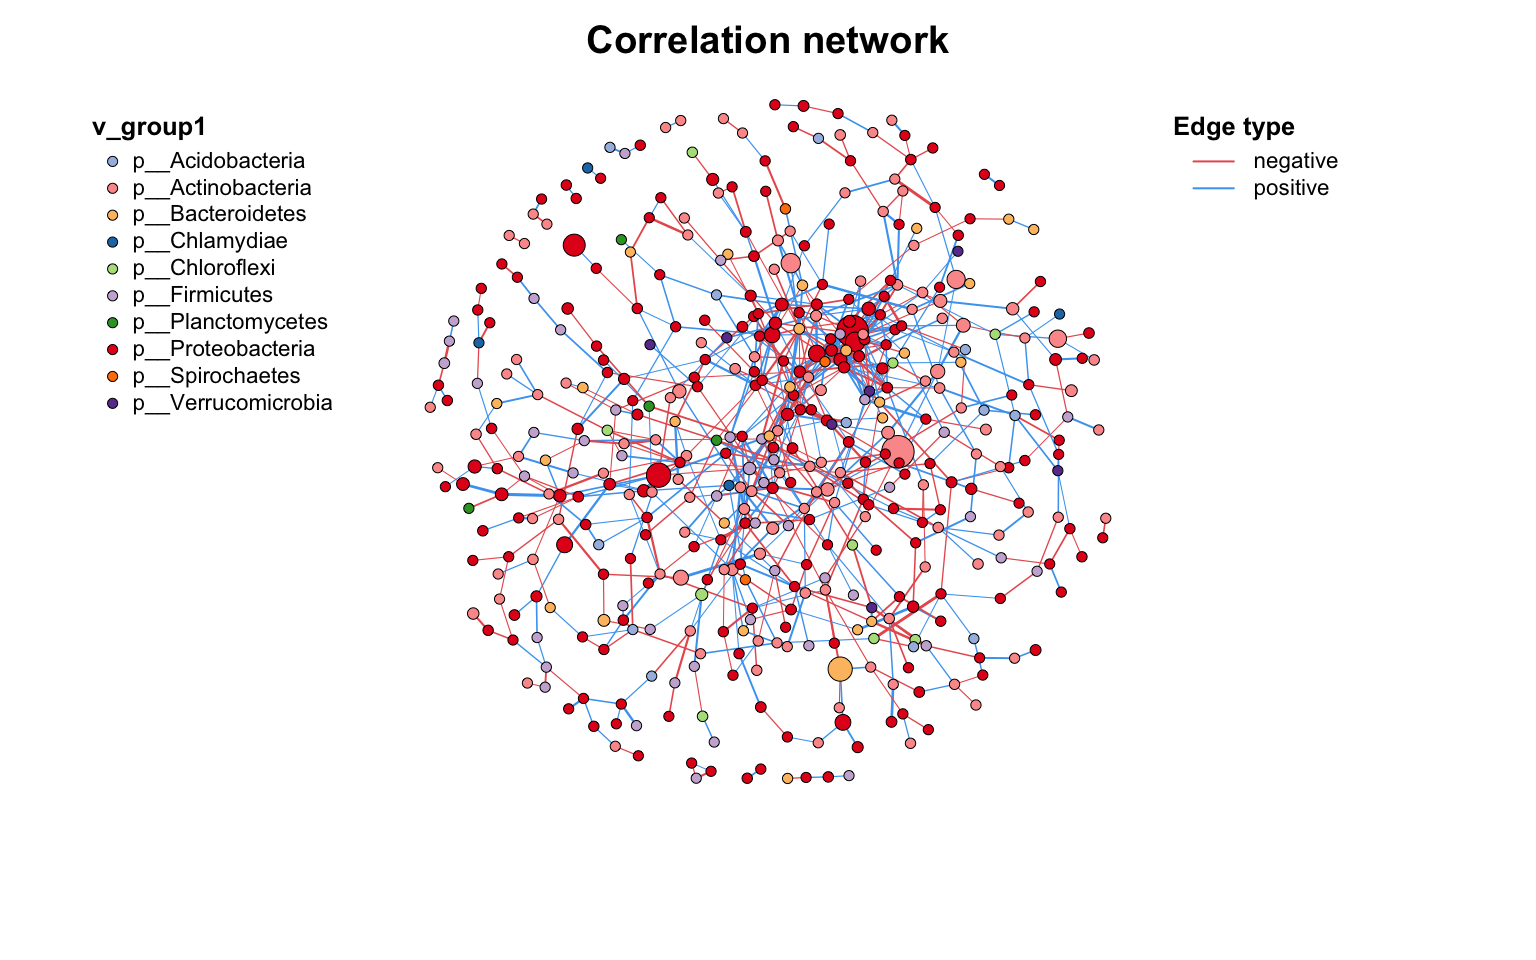 Correlation network
v_group1
p__Acidobacteria
p__Actinobacteria
p__Bacteroidetes
p__Chlamydiae
p__Chloroflexi
p__Firmicutes
p__Planctomycetes
p__Proteobacteria
p__Spirochaetes
p__Verrucomicrobia
Edge type
negative
positive